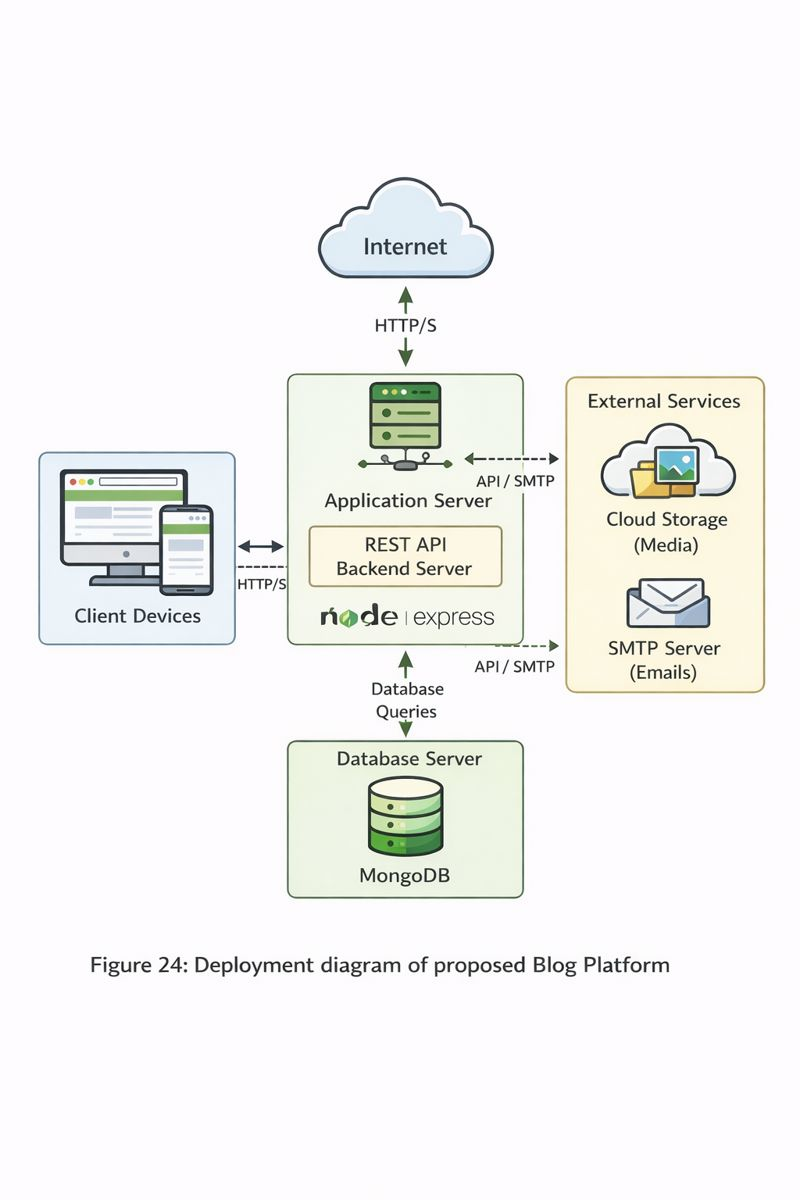 Internet
HTTP/S
Application Server
REST API
Backend Server
node | express
Client Devices
HTTP/S
API / SMTP
External Services
Cloud Storage
(Media)
SMTP Server
(Emails)
API / SMTP
Database
Queries
Database Server
MongoDB
Figure 24: Deployment diagram of proposed Blog Platform